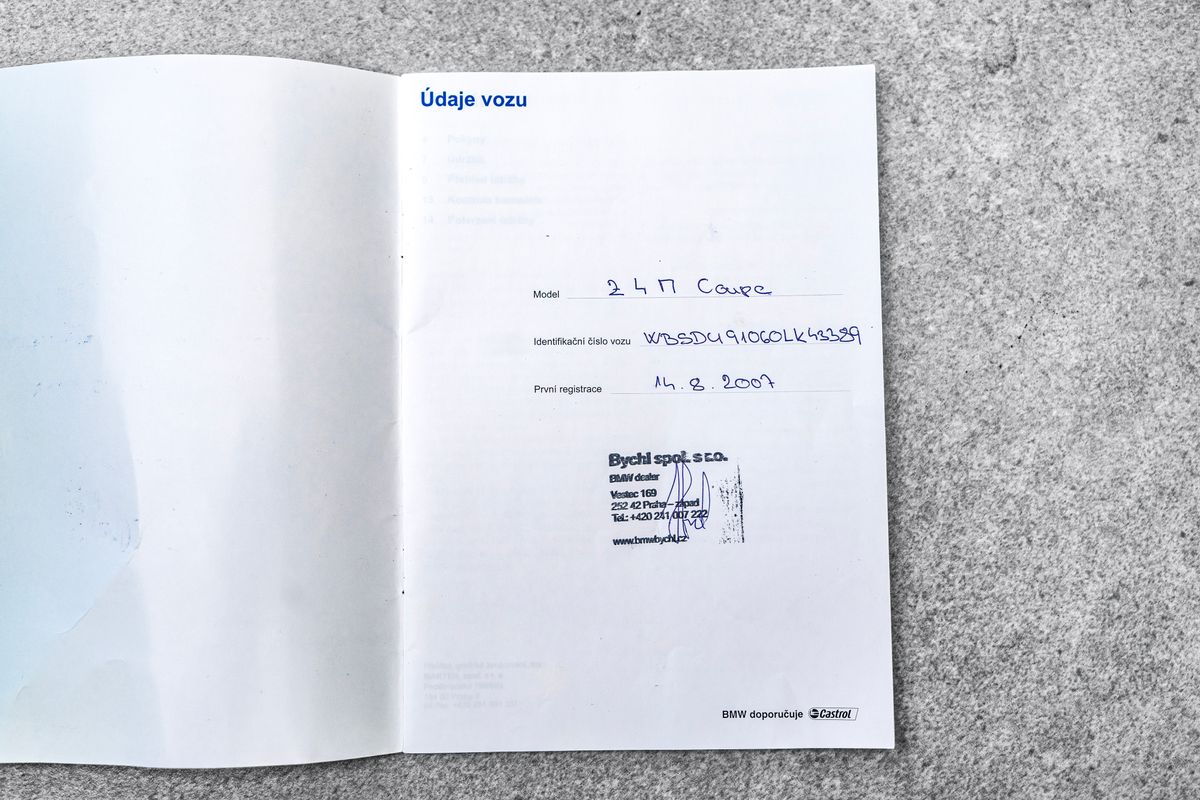 Údaje vozu
Model Z 4 M Coupe
Identifikační číslo vozu WBSDU91060LK43389
První registrace 14. 8. 2007
Bychl spol. s r.o.
BMW dealer
Vestec 169
252 42 Praha – západ
Tel.: +420 241 007 222
www.bmwbychl.cz
BMW doporučuje Castrol